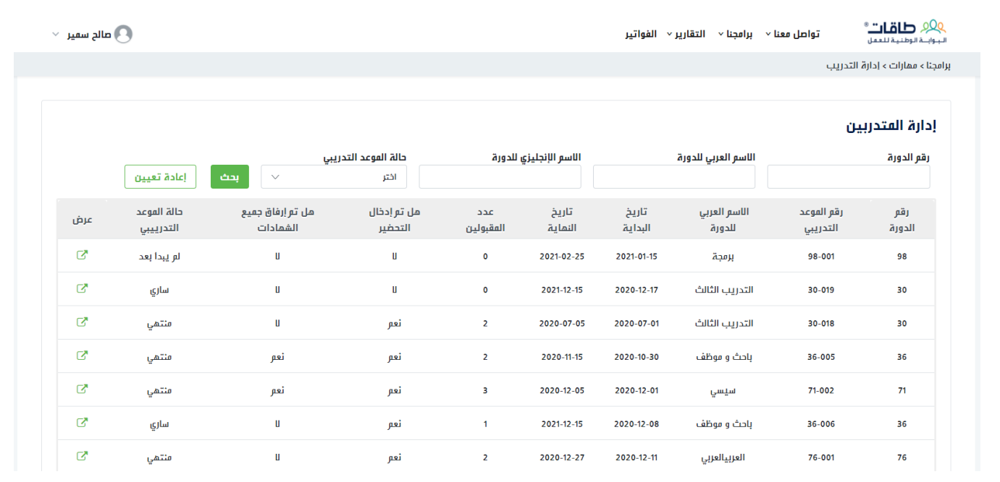 طاقات®
البوابة الوطنية للعمل
تواصل معنا
برامجنا
التقارير
الفواتير
صالح سمير
برامجنا > مهارات > إدارة التدريب
إدارة المتدربين
رقم الدورة
الاسم العربي للدورة
الاسم الإنجليزي للدورة
حالة الموعد التدريبي
اختر
بحث
إعادة تعيين
رقم الدورة رقم الموعد التدريبي الاسم العربي للدورة تاريخ البداية تاريخ النهاية عدد المقبولين هل تم إدخال التحضير هل تم إرفاق جميع الشهادات حالة الموعد التدرييبي عرض
98 98-001 برمجة 2021-01-15 2021-02-25 0 لا لا لم يبدا بعد
30 30-019 التدريب الثالث 2020-12-17 2021-12-15 0 لا لا ساري
30 30-018 التدريب الثالث 2020-07-01 2020-07-05 2 نعم لا منتهي
36 36-005 باحث و موظف 2020-10-30 2020-11-15 2 نعم نعم منتهي
71 71-002 سيسي 2020-12-01 2020-12-05 3 نعم نعم منتهي
36 36-006 باحث و موظف 2020-12-08 2021-12-15 1 نعم لا ساري
76 76-001 العربيالعربي 2020-12-11 2020-12-27 2 نعم لا منتهي